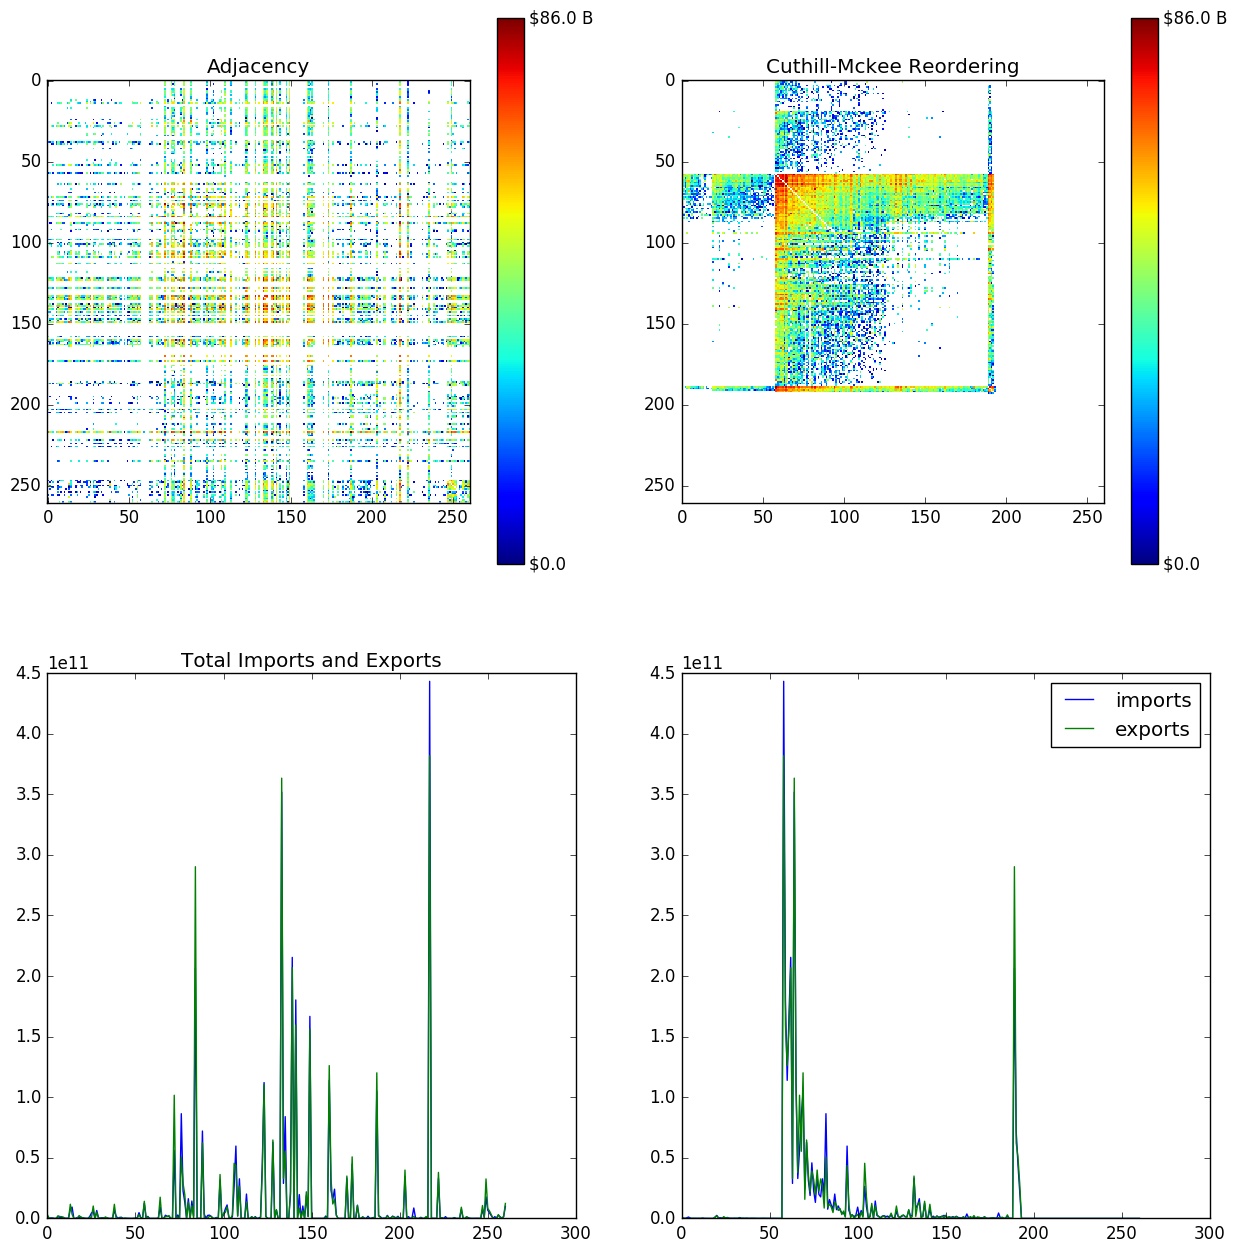 $86.0 B
$86.0 B
Adjacency
Cuthill-Mckee Reordering
0
50
100
150
200
250
0
50
100
150
200
250
0 50 100 150 200 250
0 50 100 150 200 250
$0.0
$0.0
Total Imports and Exports
1e11
1e11
4.5
4.0
3.5
3.0
2.5
2.0
1.5
1.0
0.5
0.0
4.5
4.0
3.5
3.0
2.5
2.0
1.5
1.0
0.5
0.0
imports
exports
0 50 100 150 200 250 300
0 50 100 150 200 250 300